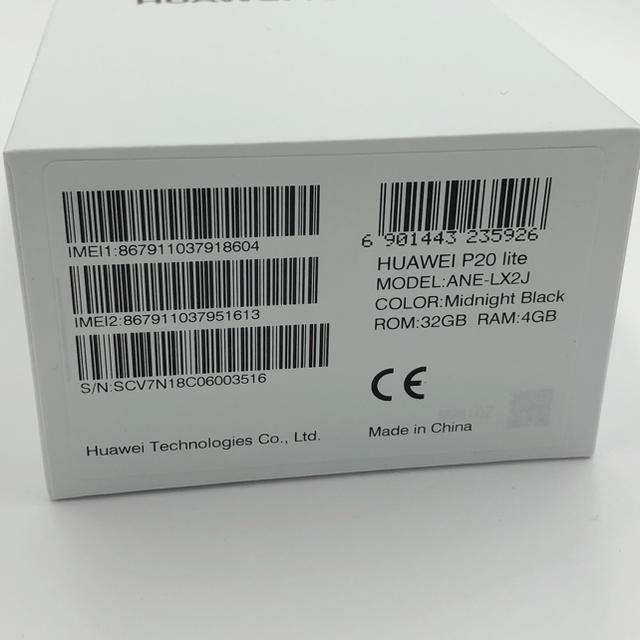 IMEI1:867911037918604
IMEI2:867911037951613
S/N:SCV7N18C06003516
Huawei Technologies Co., Ltd.
6 901443 235926
HUAWEI P20 lite
MODEL:ANE-LX2J
COLOR:Midnight Black
ROM:32GB RAM:4GB
CE
Made in China